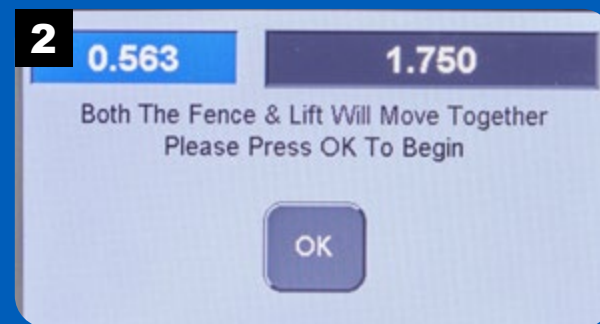 2
0.563 1.750
Both The Fence & Lift Will Move Together
Please Press OK To Begin
OK